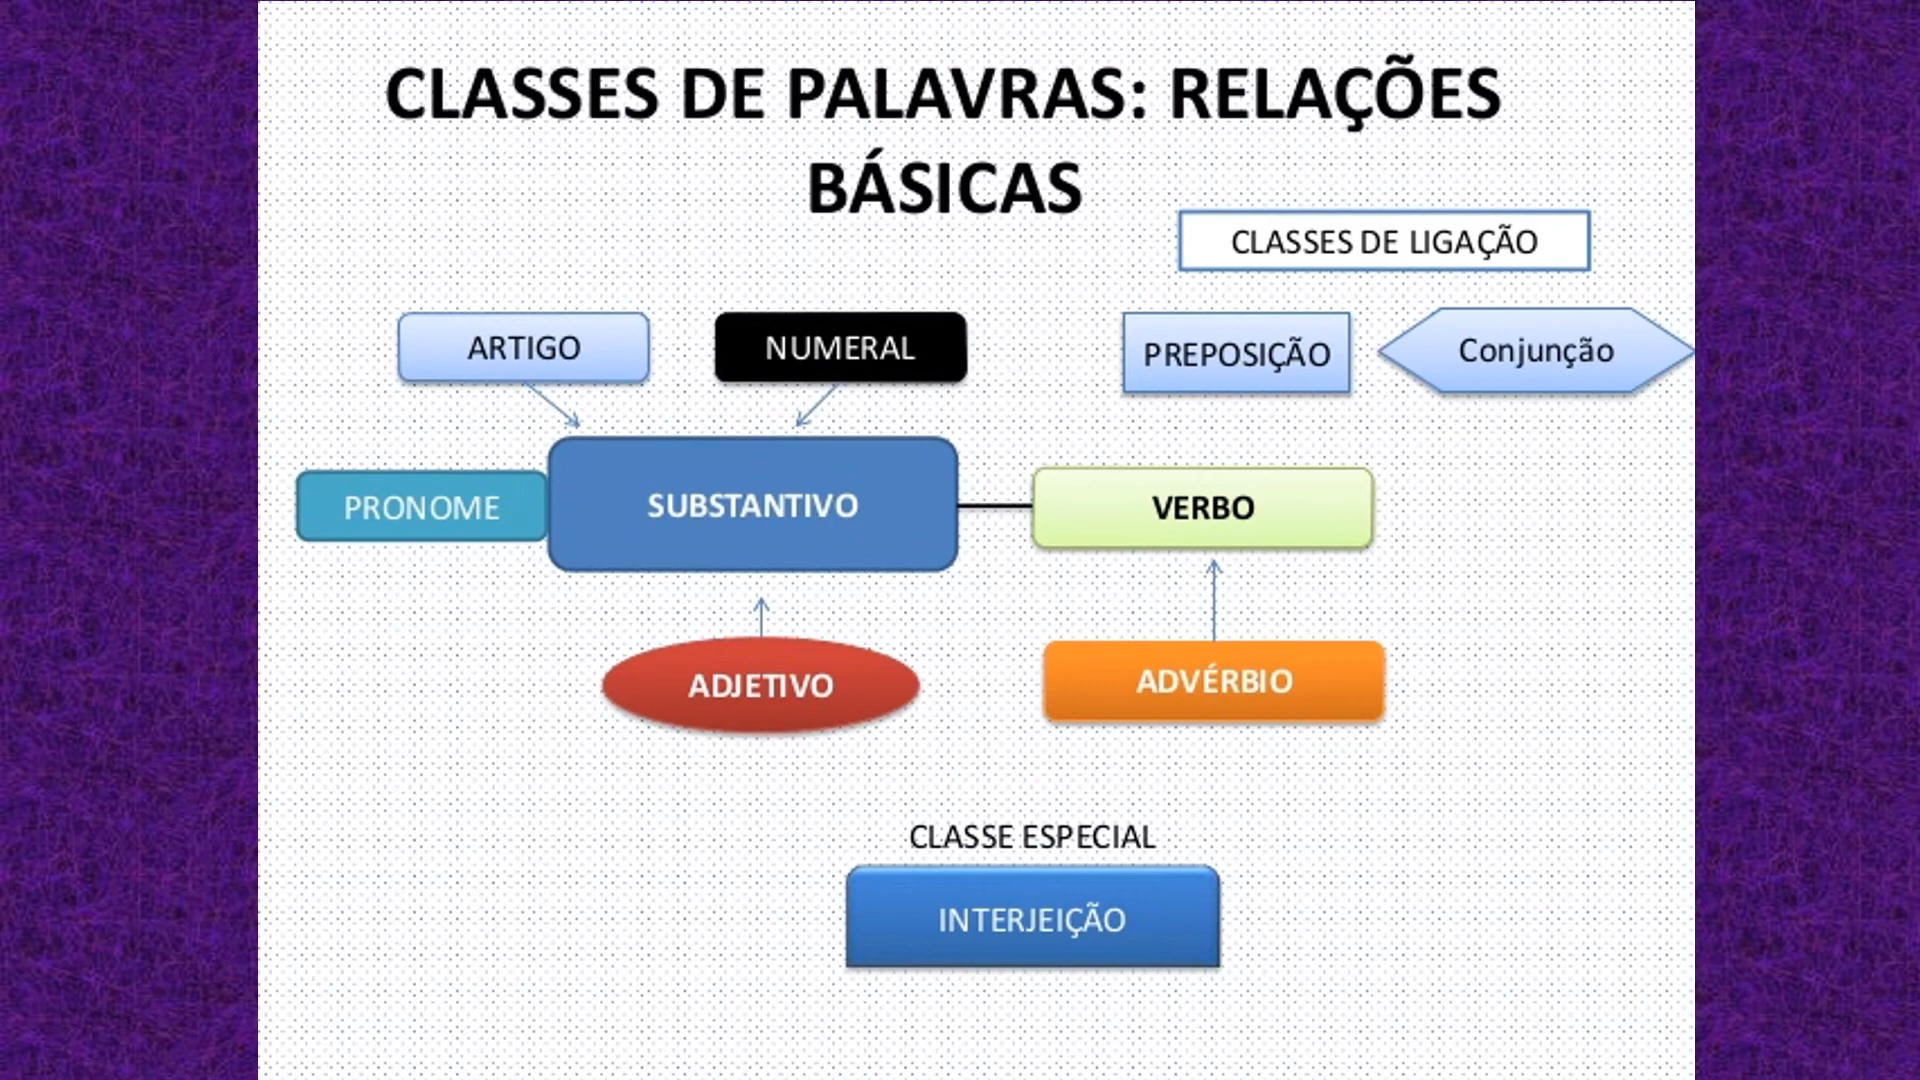 CLASSES DE PALAVRAS: RELAÇÕES
BÁSICAS
CLASSES DE LIGAÇÃO
ARTIGO
NUMERAL
PREPOSIÇÃO
Conjunção
PRONOME
SUBSTANTIVO
VERBO
ADJETIVO
ADVÉRBIO
CLASSE ESPECIAL
INTERJEIÇÃO